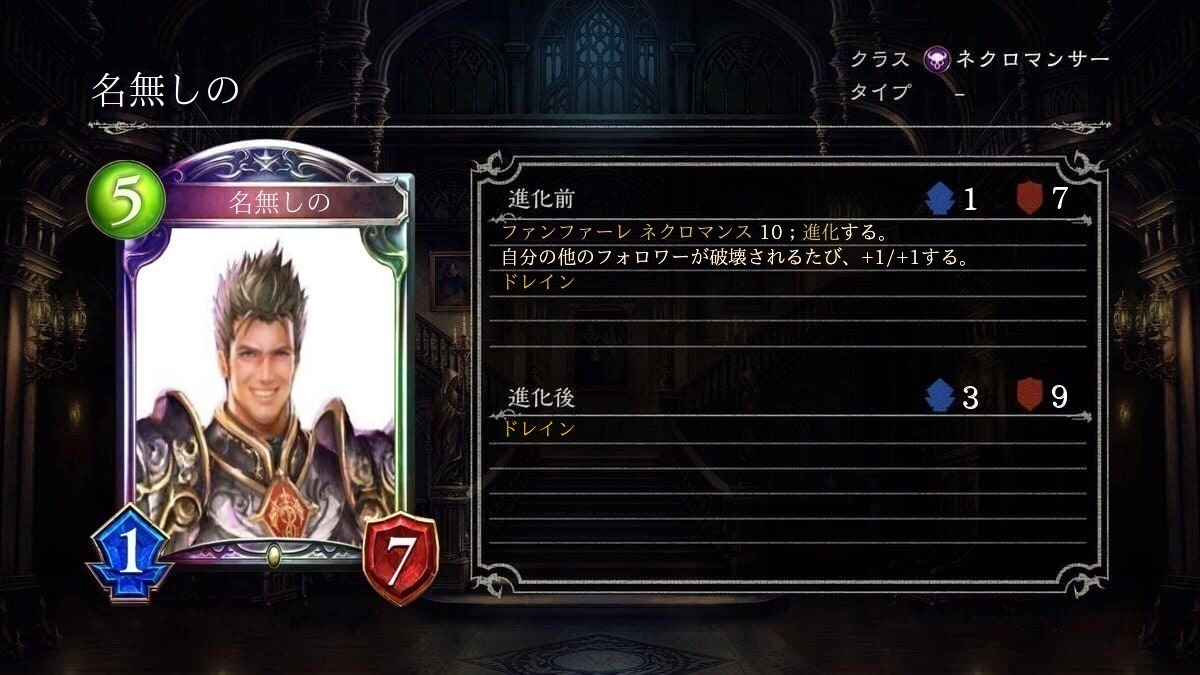 名無しの
クラス ネクロマンサー
タイプ -
5
名無しの
1
7
進化前 1 7
ファンファーレ ネクロマンス 10；進化する。
自分の他のフォロワーが破壊されるたび、+1/+1する。
ドレイン
進化後 3 9
ドレイン